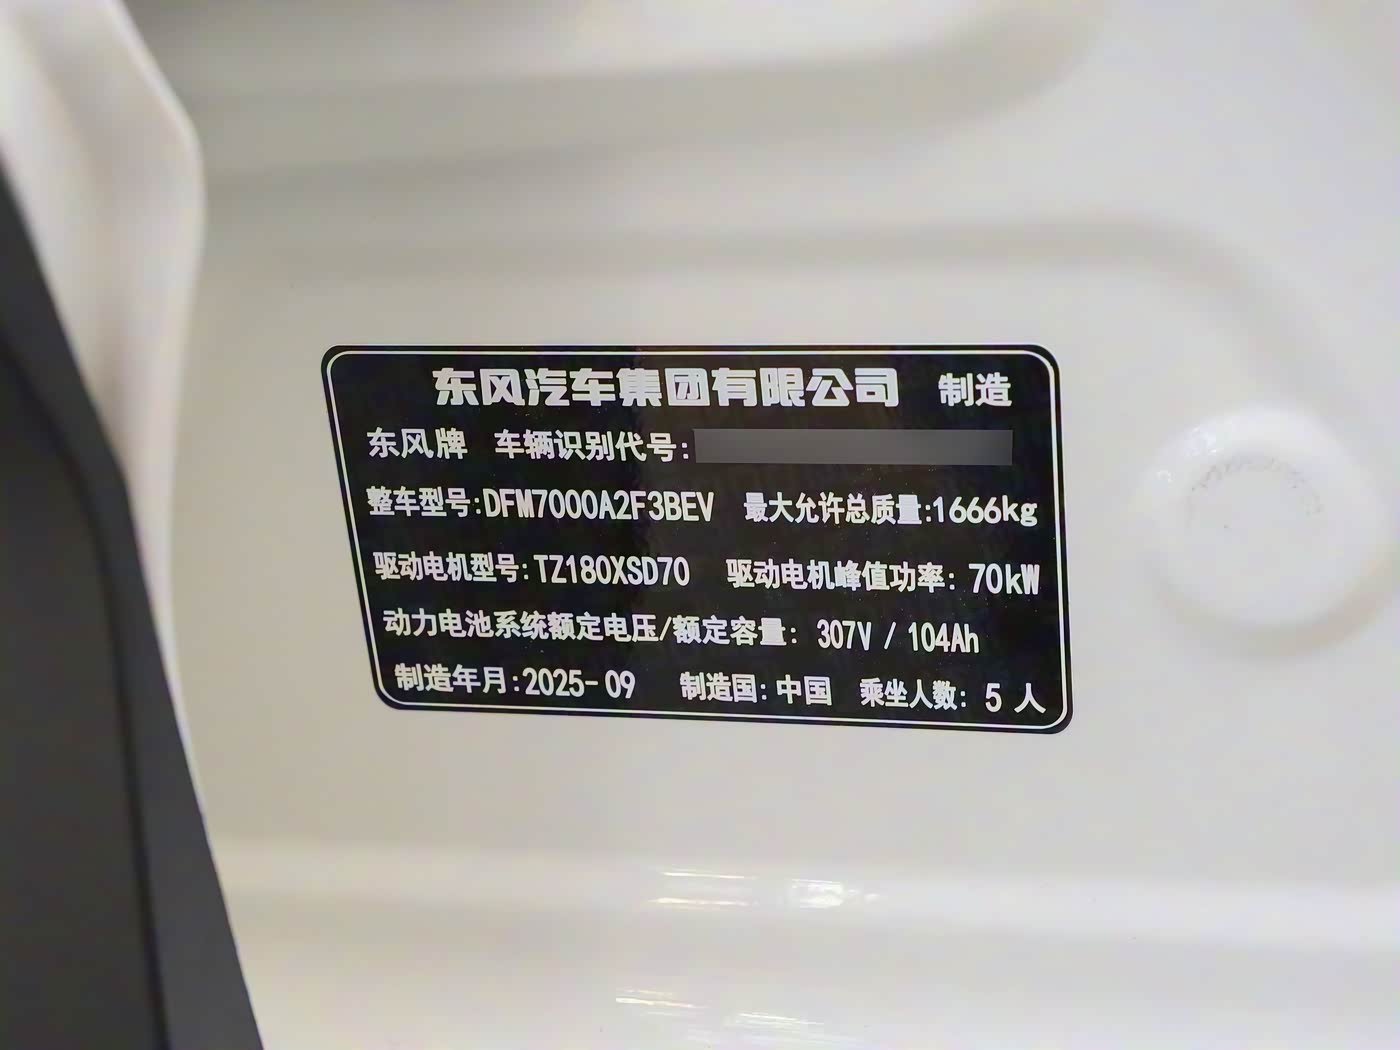 东风汽车集团有限公司 制造
东风牌 车辆识别代号:
整车型号:DFM7000A2F3BEV 最大允许总质量:1666kg
驱动电机型号:TZ180XSD70 驱动电机峰值功率: 70kW
动力电池系统额定电压/额定容量: 307V / 104Ah
制造年月:2025-09 制造国: 中国 乘坐人数: 5 人